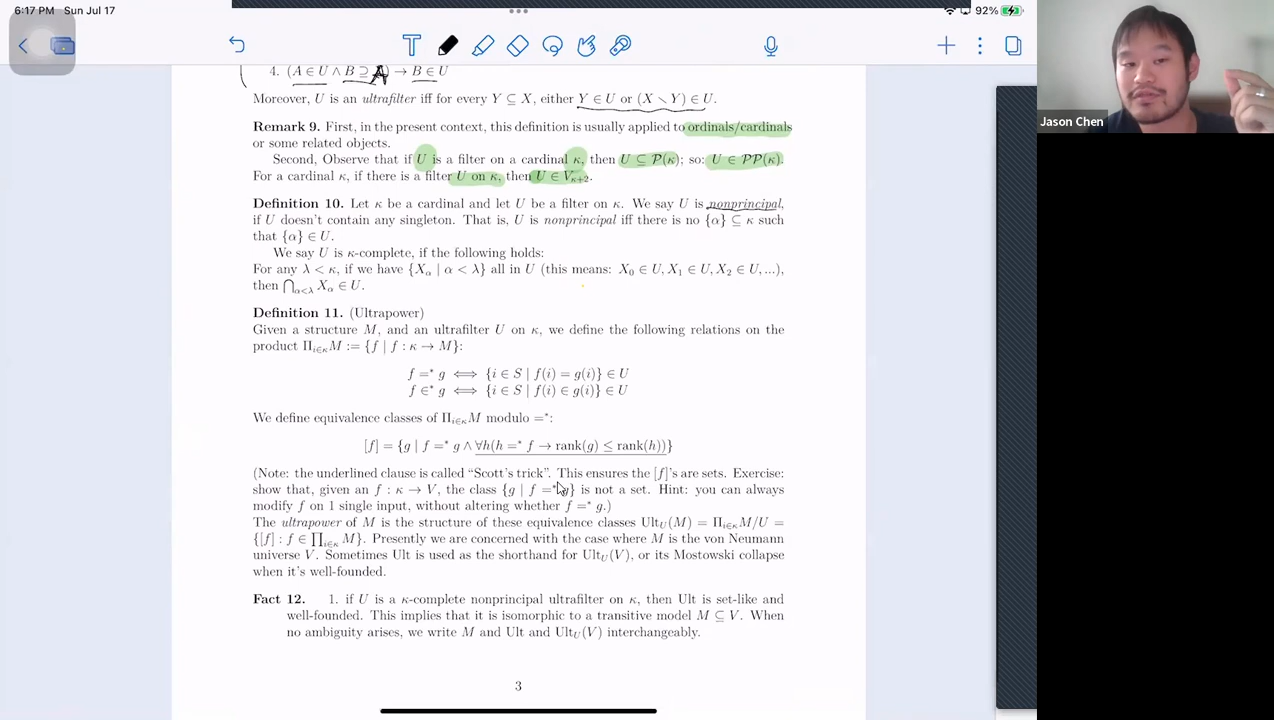 6:17 PM Sun Jul 17
92%
4. (A ∈ U ∧ B ⊇ A) → B ∈ U
Moreover, U is an ultrafilter iff for every Y ⊆ X, either Y ∈ U or (X ∖ Y) ∈ U.
Remark 9. First, in the present context, this definition is usually applied to ordinals/cardinals
or some related objects.
Second, Observe that if U is a filter on a cardinal κ, then U ⊆ 𝒫(κ); so: U ∈ 𝒫𝒫(κ).
For a cardinal κ, if there is a filter U on κ, then U ∈ V_{κ+2}.
Definition 10. Let κ be a cardinal and let U be a filter on κ. We say U is nonprincipal,
if U doesn't contain any singleton. That is, U is nonprincipal iff there is no {α} ⊆ κ such
that {α} ∈ U.
We say U is κ-complete, if the following holds:
For any λ < κ, if we have {X_α | α < λ} all in U (this means: X_0 ∈ U, X_1 ∈ U, X_2 ∈ U, ...),
then ⋂_{α<λ} X_α ∈ U.
Definition 11. (Ultrapower)
Given a structure M, and an ultrafilter U on κ, we define the following relations on the
product Π_{i∈κ}M := {f | f : κ → M}:
f =* g ⟺ {i ∈ S | f(i) = g(i)} ∈ U
f ∈* g ⟺ {i ∈ S | f(i) ∈ g(i)} ∈ U
We define equivalence classes of Π_{i∈κ}M modulo =*:
[f] = {g | f =* g ∧ ∀h(h =* f → rank(g) ≤ rank(h))}
(Note: the underlined clause is called “Scott's trick”. This ensures the [f]'s are sets. Exercise:
show that, given an f : κ → V, the class {g | f =* g} is not a set. Hint: you can always
modify f on 1 single input, without altering whether f =* g.)
The ultrapower of M is the structure of these equivalence classes Ult_U(M) = Π_{i∈κ}M/U =
{[f] : f ∈ ∏_{i∈κ} M}. Presently we are concerned with the case where M is the von Neumann
universe V. Sometimes Ult is used as the shorthand for Ult_U(V), or its Mostowski collapse
when it's well-founded.
Fact 12. 1. if U is a κ-complete nonprincipal ultrafilter on κ, then Ult is set-like and
well-founded. This implies that it is isomorphic to a transitive model M ⊆ V. When
no ambiguity arises, we write M and Ult and Ult_U(V) interchangeably.
3
Jason Chen